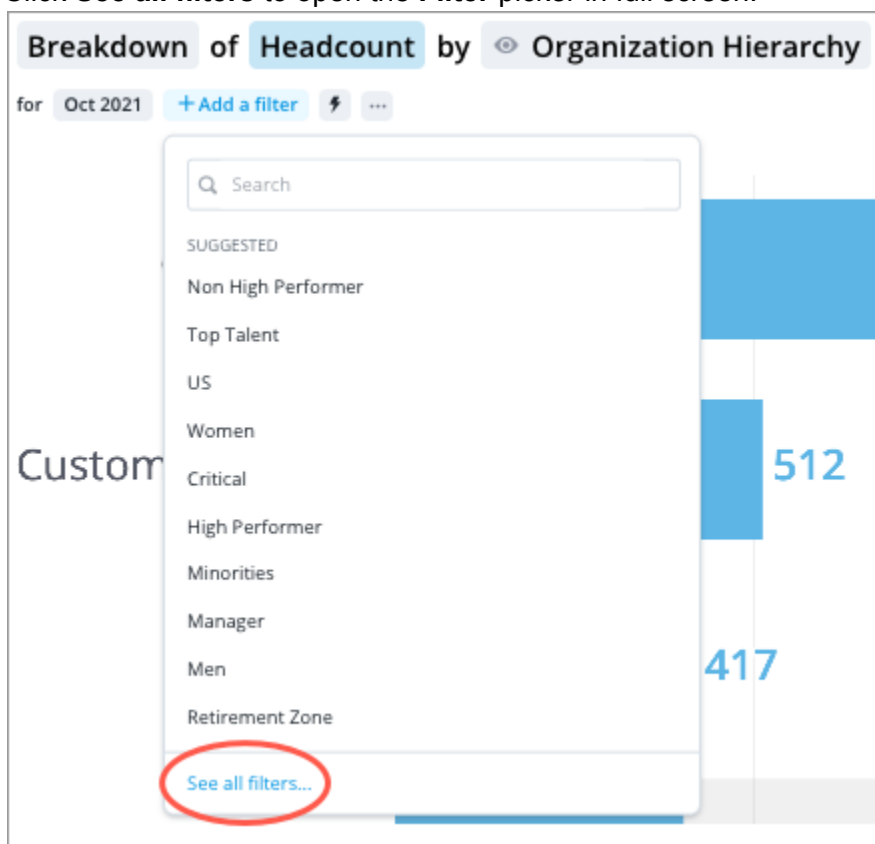 Breakdown of Headcount by Organization Hierarchy
for Oct 2021 + Add a filter ...
Search
SUGGESTED
Non High Performer
Top Talent
US
Women
Custom
512
Critical
High Performer
Minorities
Manager
Men
417
Retirement Zone
See all filters...